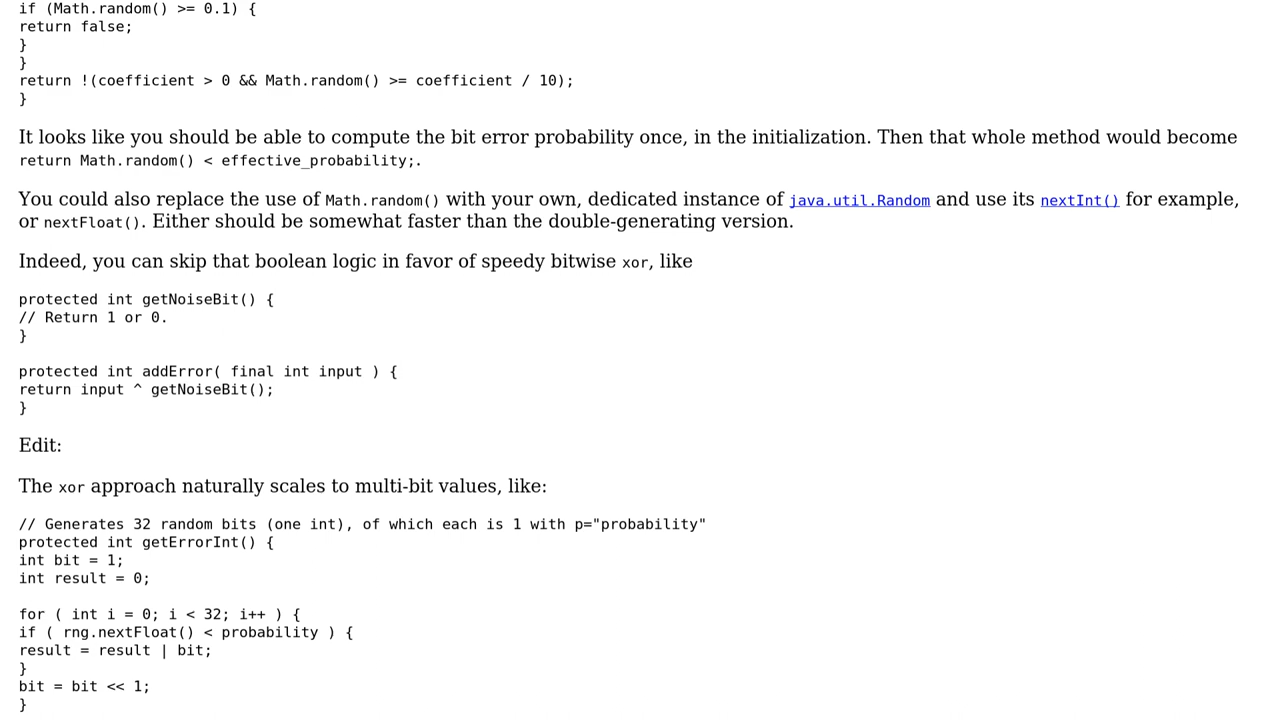 if (Math.random() >= 0.1) {
return false;
}
}
return !(coefficient > 0 && Math.random() >= coefficient / 10);
}
It looks like you should be able to compute the bit error probability once, in the initialization. Then that whole method would become
return Math.random() < effective_probability;.
You could also replace the use of Math.random() with your own, dedicated instance of java.util.Random and use its nextInt() for example,
or nextFloat(). Either should be somewhat faster than the double-generating version.
Indeed, you can skip that boolean logic in favor of speedy bitwise xor, like
protected int getNoiseBit() {
// Return 1 or 0.
}
protected int addError( final int input ) {
return input ^ getNoiseBit();
}
Edit:
The xor approach naturally scales to multi-bit values, like:
// Generates 32 random bits (one int), of which each is 1 with p="probability"
protected int getErrorInt() {
int bit = 1;
int result = 0;
for ( int i = 0; i < 32; i++ ) {
if ( rng.nextFloat() < probability ) {
result = result | bit;
}
bit = bit << 1;
}